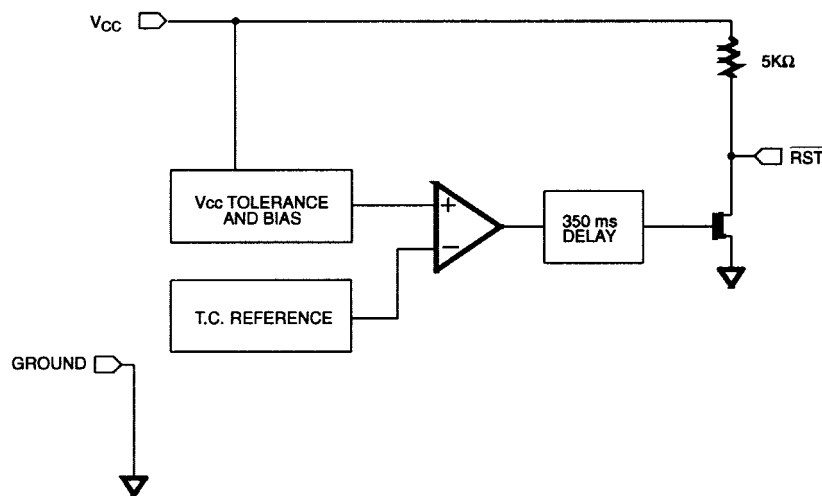 VCC
5KΩ
RST
Vcc TOLERANCE
AND BIAS
+
350 ms
DELAY
−
T.C. REFERENCE
GROUND